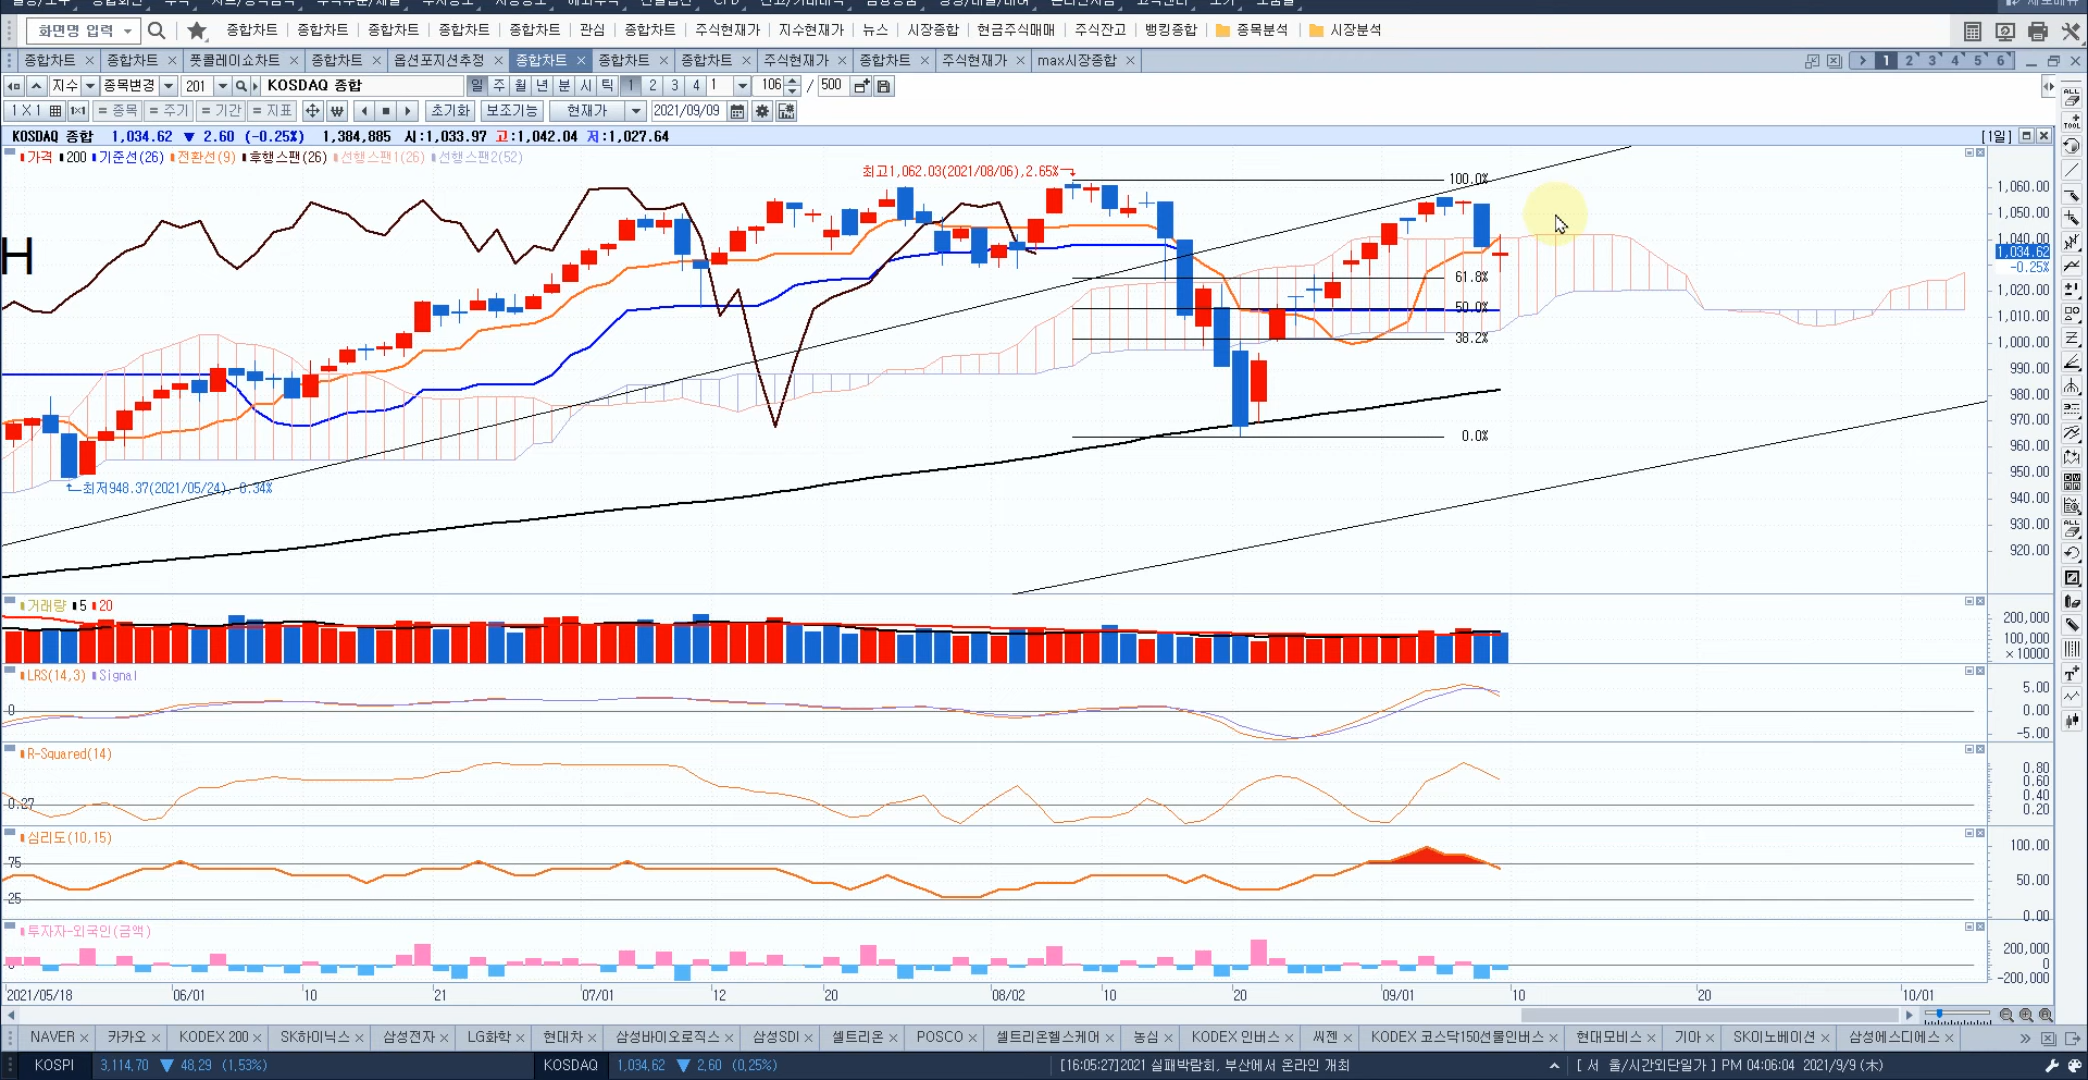 화면명 입력 종합차트 종합차트 종합차트 종합차트 종합차트 관심 종합차트 주식현재가 지수현재가 뉴스 시장종합 현금주식매매 주식잔고 뱅킹종합 종목분석 시장분석
종합차트 × 종합차트 × 풋콜레이쇼차트 × 종합차트 × 옵션포지션추정 × 종합차트 × 종합차트 × 종합차트 × 주식현재가 × 종합차트 × 주식현재가 × max시장종합 × 1 2 3 4 5 6
지수 종목변경 201 KOSDAQ 종합 일 주 월 년 분 시 틱 1 2 3 4 1 106 / 500
1 X 1 1x1 = 종목 = 주기 = 기간 = 지표 ₩ 초기화 보조기능 현재가 2021/09/09
KOSDAQ 종합 1,034.62 ▼ 2.60 (-0.25%) 1,384,885 시:1,033.97 고:1,042.04 저:1,027.64 [1일]
가격 200 기준선(26) 전환선(9) 후행스팬(26) 선행스팬1(26) 선행스팬2(52)
최고1,062.03(2021/08/06),2.65%
100.0%
61.8%
50.0%
38.2%
0.0%
H
최저948.37(2021/05/24),-8.34%
1,060.00
1,050.00
1,040.00
1,034.62
-0.25%
1,020.00
1,010.00
1,000.00
990.00
980.00
970.00
960.00
950.00
940.00
930.00
920.00
거래량 5 20
200,000
100,000
×10000
LRS(14,3) Signal
5.00
0 0.00
-5.00
R-Squared(14)
0.80
0.60
0.27 0.40
0.20
심리도(10,15)
100.00
75
50.00
25
0.00
투자자-외국인(금액)
200,000
0
-200,000
2021/05/18 06/01 10 21 07/01 12 20 08/02 10 20 09/01 10 20 10/01
NAVER × 카카오 × KODEX 200 × SK하이닉스 × 삼성전자 × LG화학 × 현대차 × 삼성바이오로직스 × 삼성SDI × 셀트리온 × POSCO × 셀트리온헬스케어 × 농심 × KODEX 인버스 × 씨젠 × KODEX 코스닥150선물인버스 × 현대모비스 × 기아 × SK이노베이션 × 삼성에스디에스 ×
KOSPI 3,114,70 ▼ 48,29 (1,53%) KOSDAQ 1,034,62 ▼ 2,60 (0,25%) [16:05:27]2021 실패박람회, 부산에서 온라인 개최 [ 서 울/시간외단일가 ] PM 04:06:04 2021/9/9 (木)